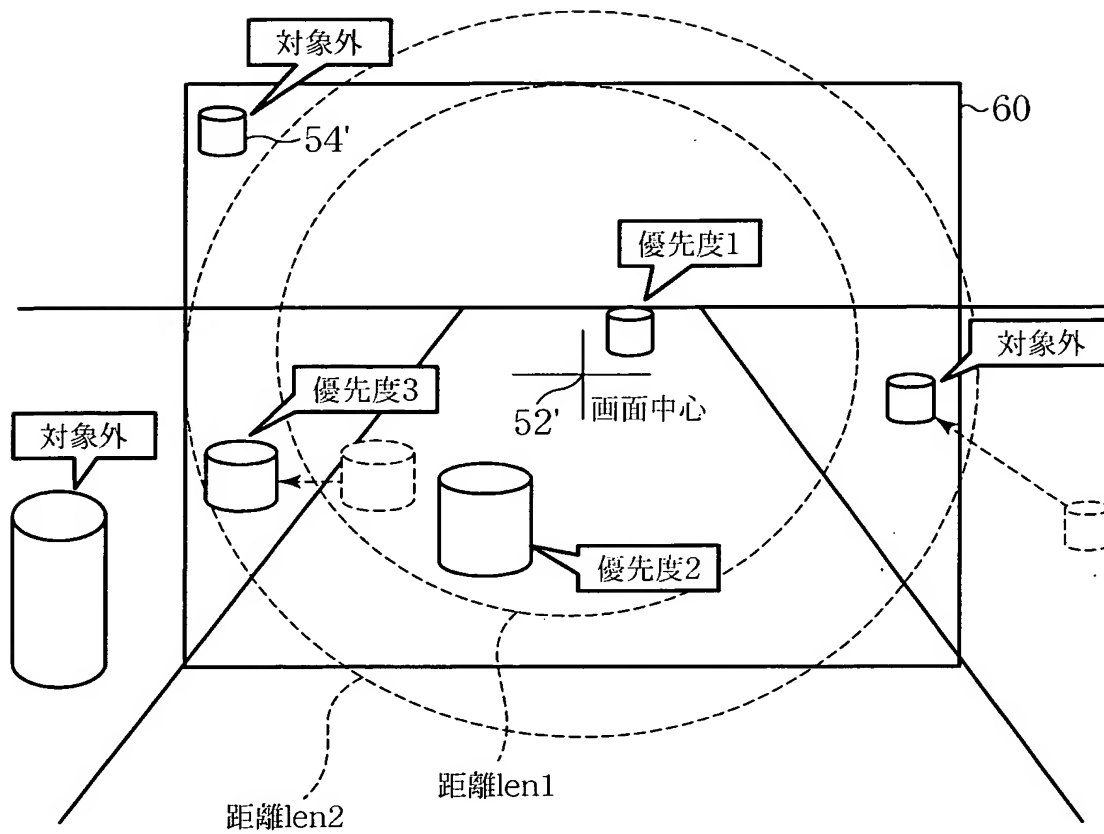 対象外
54'
60
優先度1
対象外
優先度3
52'
画面中心
対象外
優先度2
距離len1
距離len2